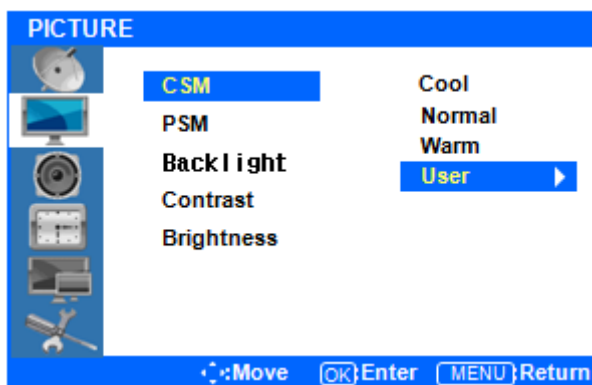 PICTURE
CSM
PSM
Backlight
Contrast
Brightness
Cool
Normal
Warm
User
:Move OK:Enter MENU:Return